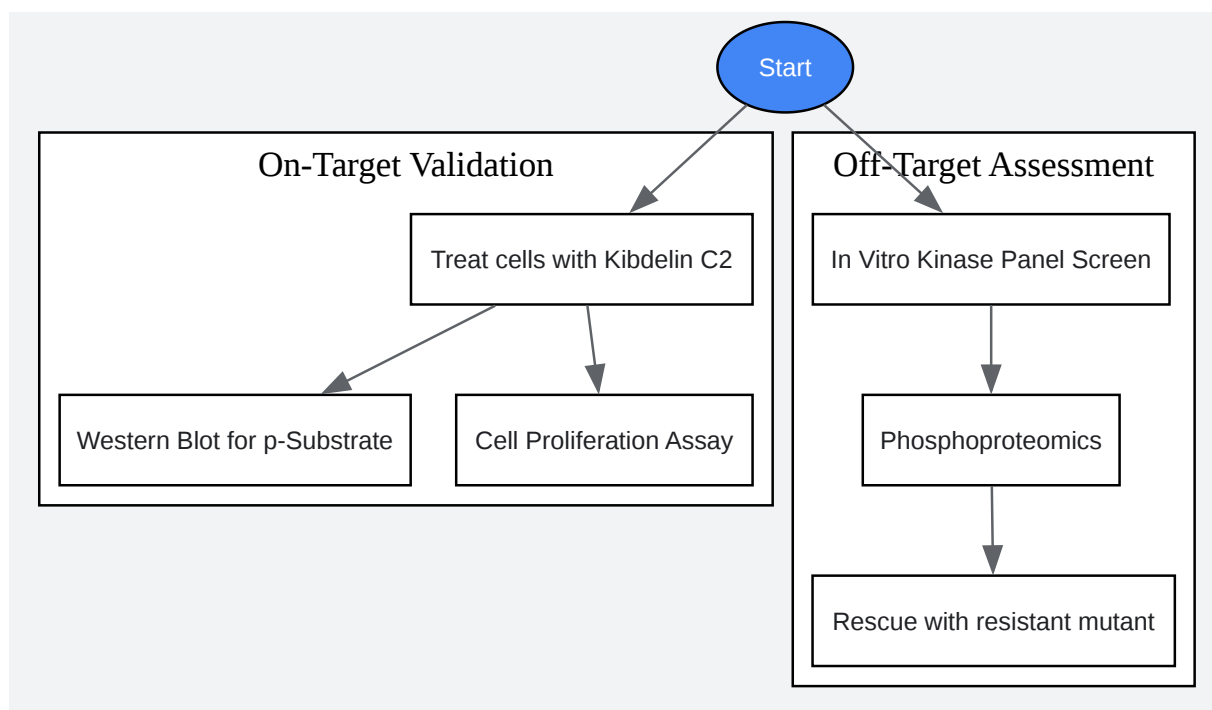 Start
On-Target Validation
Treat cells with Kibdelin C2
Western Blot for p-Substrate
Cell Proliferation Assay
Off-Target Assessment
In Vitro Kinase Panel Screen
Phosphoproteomics
Rescue with resistant mutant